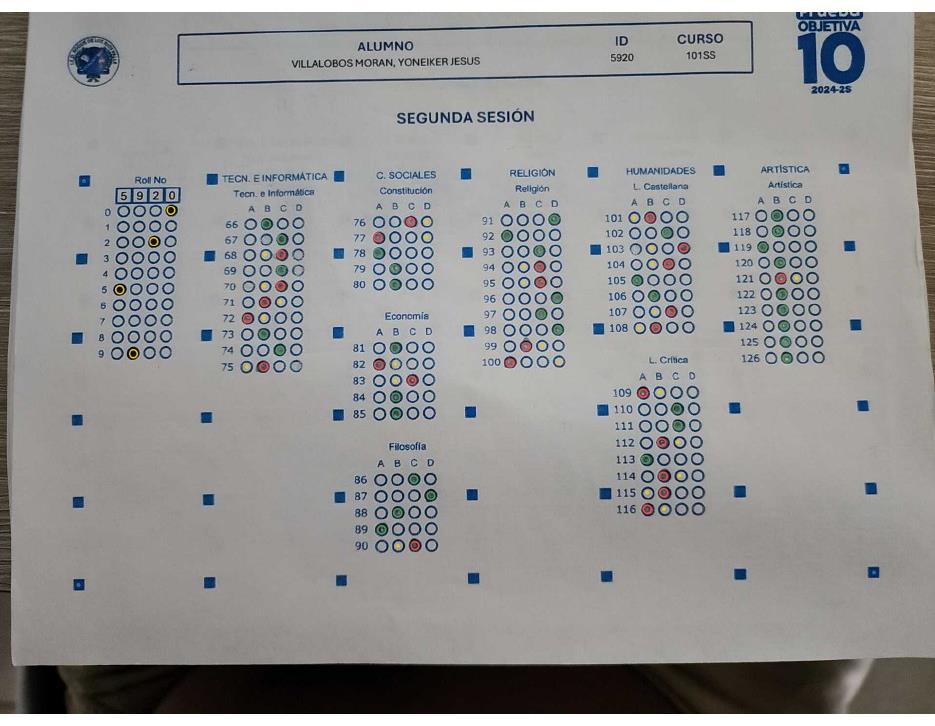 Prueba
OBJETIVA
10
2024-2S
ALUMNO
VILLALOBOS MORAN, YONEIKER JESUS
ID
5920
CURSO
101SS
SEGUNDA SESIÓN
Roll No
5 9 2 0
0
1
2
3
4
5
6
7
8
9
TECN. E INFORMÁTICA
Tecn. e Informática
A B C D
66
67
68
69
70
71
72
73
74
75
C. SOCIALES
Constitución
A B C D
76
77
78
79
80
Economía
A B C D
81
82
83
84
85
Filosofía
A B C D
86
87
88
89
90
RELIGIÓN
Religión
A B C D
91
92
93
94
95
96
97
98
99
100
HUMANIDADES
L. Castellana
A B C D
101
102
103
104
105
106
107
108
L. Crítica
A B C D
109
110
111
112
113
114
115
116
ARTÍSTICA
Artística
A B C D
117
118
119
120
121
122
123
124
125
126